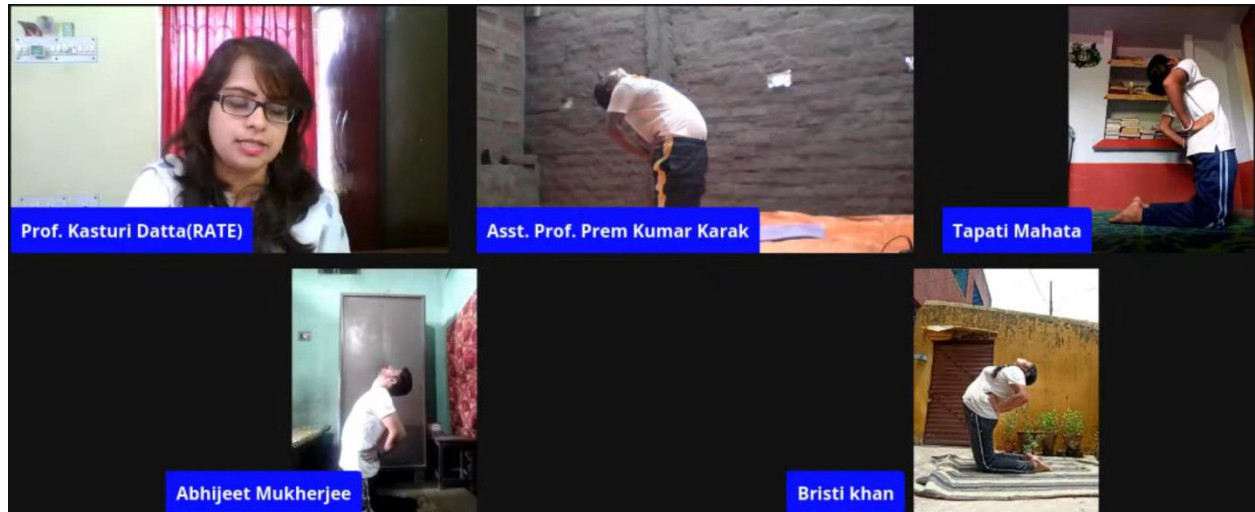 Prof. Kasturi Datta(RATE)
Asst. Prof. Prem Kumar Karak
Tapati Mahata
Abhijeet Mukherjee
Bristi khan